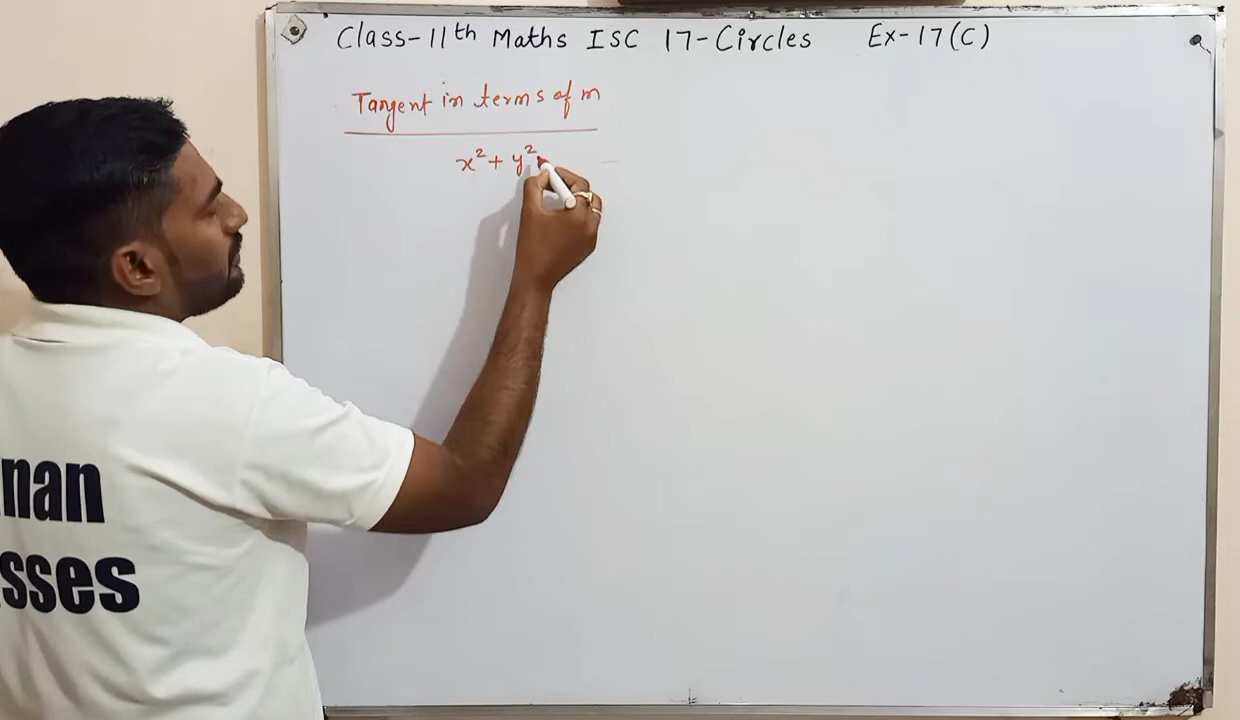 Class-11th Maths ISC 17-Circles Ex-17(C)
Tangent in terms of m
x²+ y²
nan
sses